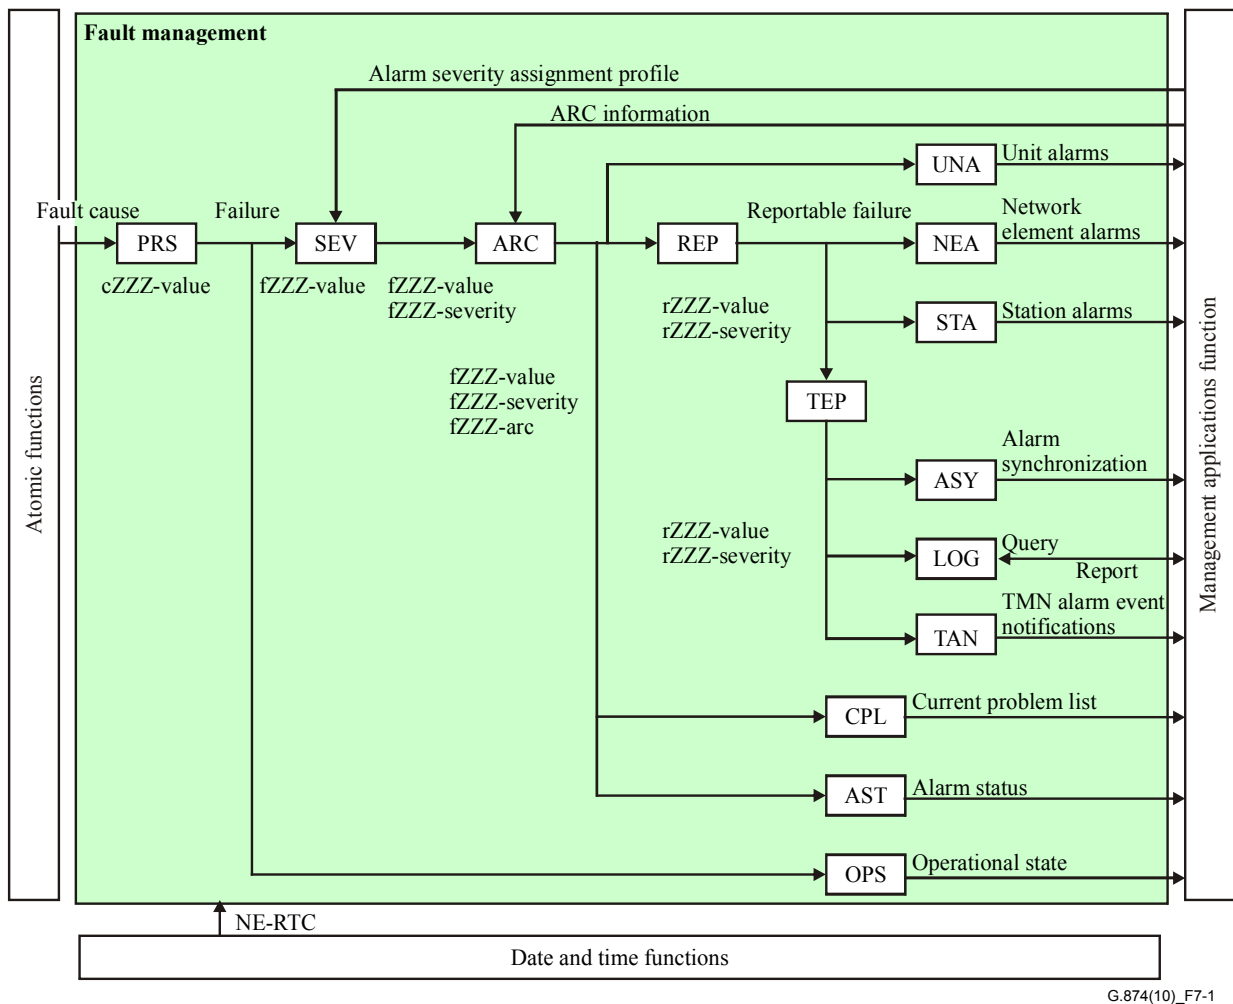 Fault management
Alarm severity assignment profile
ARC information
UNA
Unit alarms
Fault cause
Failure
Reportable failure
Network
element alarms
PRS
SEV
ARC
REP
NEA
cZZZ-value
fZZZ-value
fZZZ-value
fZZZ-severity
rZZZ-value
rZZZ-severity
STA
Station alarms
fZZZ-value
fZZZ-severity
fZZZ-arc
TEP
Alarm
synchronization
ASY
rZZZ-value
rZZZ-severity
LOG
Query
Report
TMN alarm event
notifications
TAN
CPL
Current problem list
AST
Alarm status
OPS
Operational state
Atomic functions
Management applications function
NE-RTC
Date and time functions
G.874(10)_F7-1